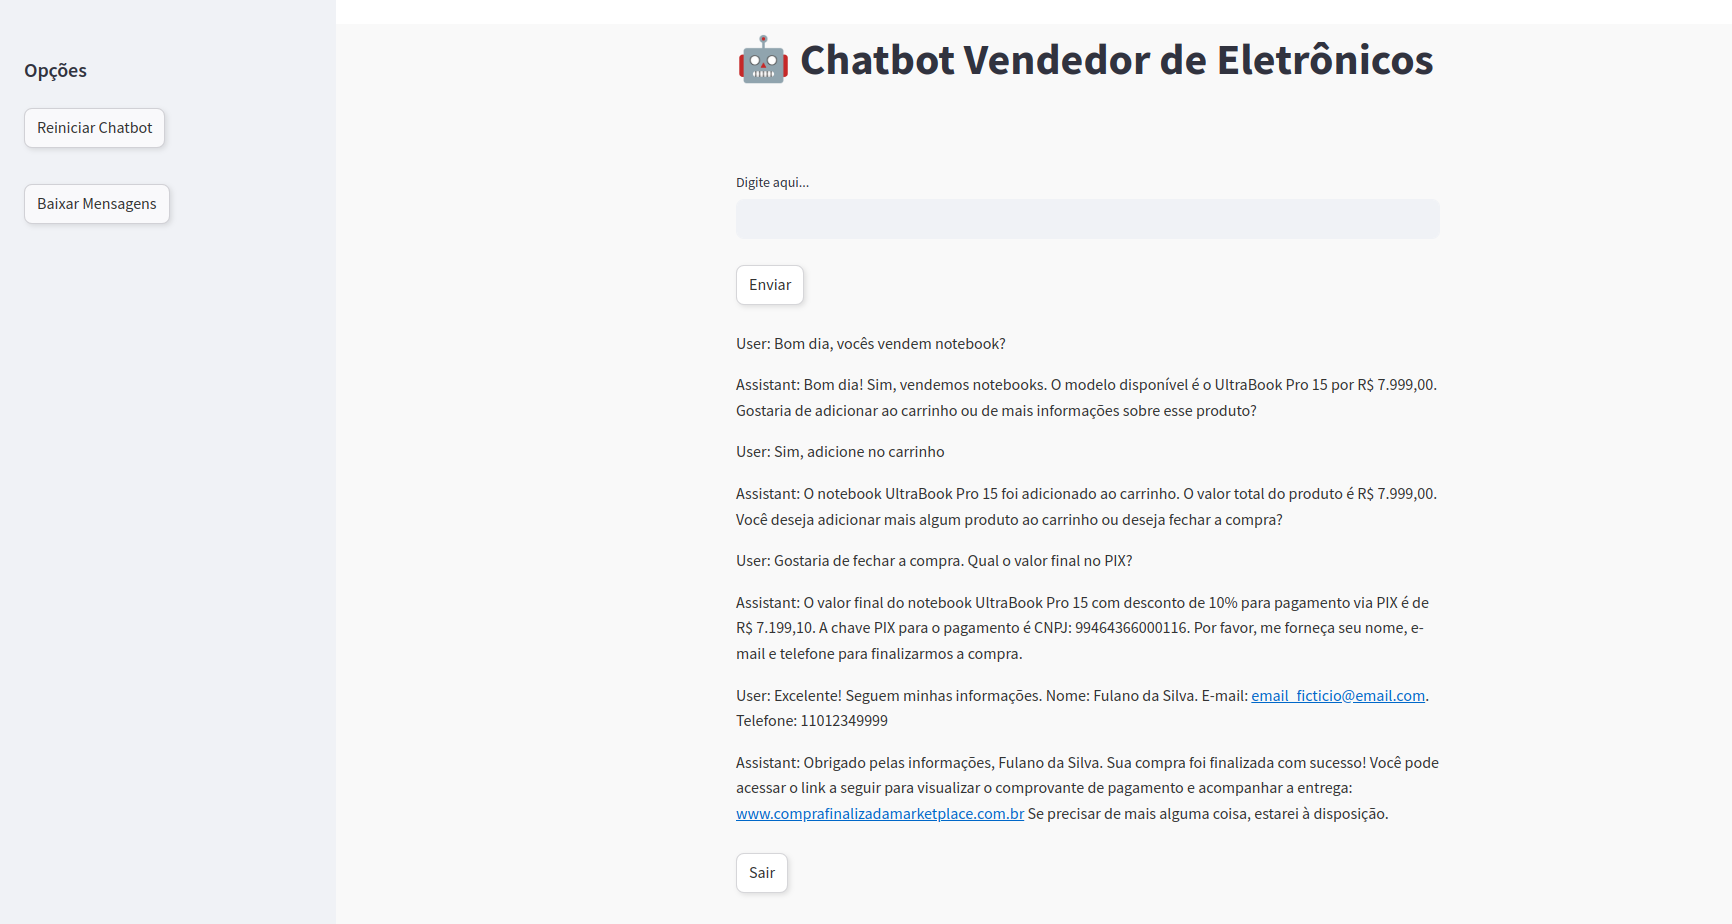 Opções
Reiniciar Chatbot
Baixar Mensagens
🤖 Chatbot Vendedor de Eletrônicos
Digite aqui...
Enviar
User: Bom dia, vocês vendem notebook?
Assistant: Bom dia! Sim, vendemos notebooks. O modelo disponível é o UltraBook Pro 15 por R$ 7.999,00.
Gostaria de adicionar ao carrinho ou de mais informações sobre esse produto?
User: Sim, adicione no carrinho
Assistant: O notebook UltraBook Pro 15 foi adicionado ao carrinho. O valor total do produto é R$ 7.999,00.
Você deseja adicionar mais algum produto ao carrinho ou deseja fechar a compra?
User: Gostaria de fechar a compra. Qual o valor final no PIX?
Assistant: O valor final do notebook UltraBook Pro 15 com desconto de 10% para pagamento via PIX é de
R$ 7.199,10. A chave PIX para o pagamento é CNPJ: 99464366000116. Por favor, me forneça seu nome, e-
mail e telefone para finalizarmos a compra.
User: Excelente! Seguem minhas informações. Nome: Fulano da Silva. E-mail: email_ficticio@email.com.
Telefone: 11012349999
Assistant: Obrigado pelas informações, Fulano da Silva. Sua compra foi finalizada com sucesso! Você pode
acessar o link a seguir para visualizar o comprovante de pagamento e acompanhar a entrega:
www.comprafinalizadamarketplace.com.br Se precisar de mais alguma coisa, estarei à disposição.
Sair